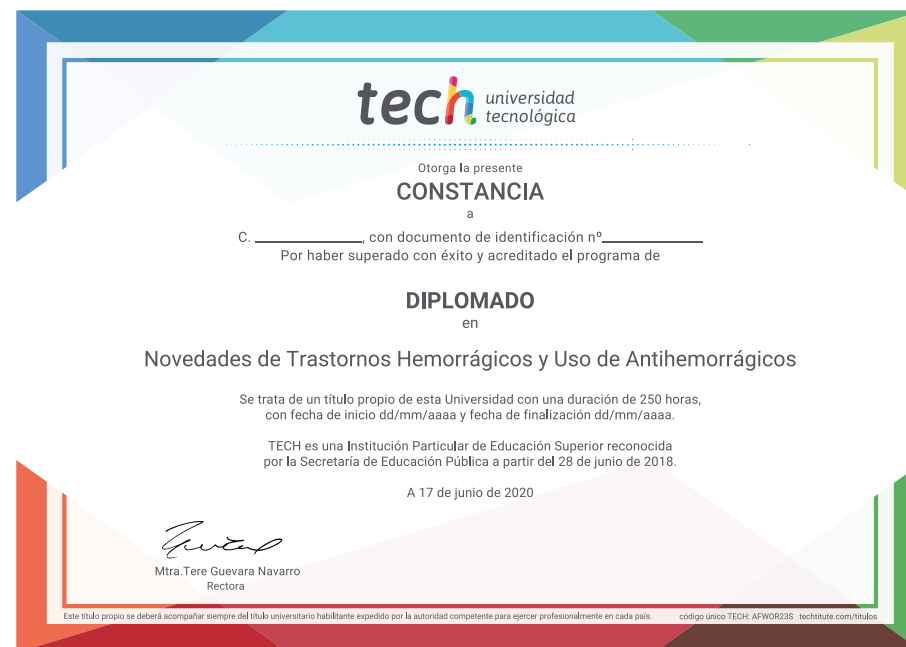 tech universidad
tecnológica
Otorga la presente
CONSTANCIA
a
C. ____________, con documento de identificación nº____________
Por haber superado con éxito y acreditado el programa de
DIPLOMADO
en
Novedades de Trastornos Hemorrágicos y Uso de Antihemorrágicos
Se trata de un título propio de esta Universidad con una duración de 250 horas,
con fecha de inicio dd/mm/aaaa y fecha de finalización dd/mm/aaaa.
TECH es una Institución Particular de Educación Superior reconocida
por la Secretaría de Educación Pública a partir del 28 de junio de 2018.
A 17 de junio de 2020
Mtra.Tere Guevara Navarro
Rectora
Este título propio se deberá acompañar siempre del título universitario habilitante expedido por la autoridad competente para ejercer profesionalmente en cada país. código único TECH: AFWOR23S techtitute.com/titulos